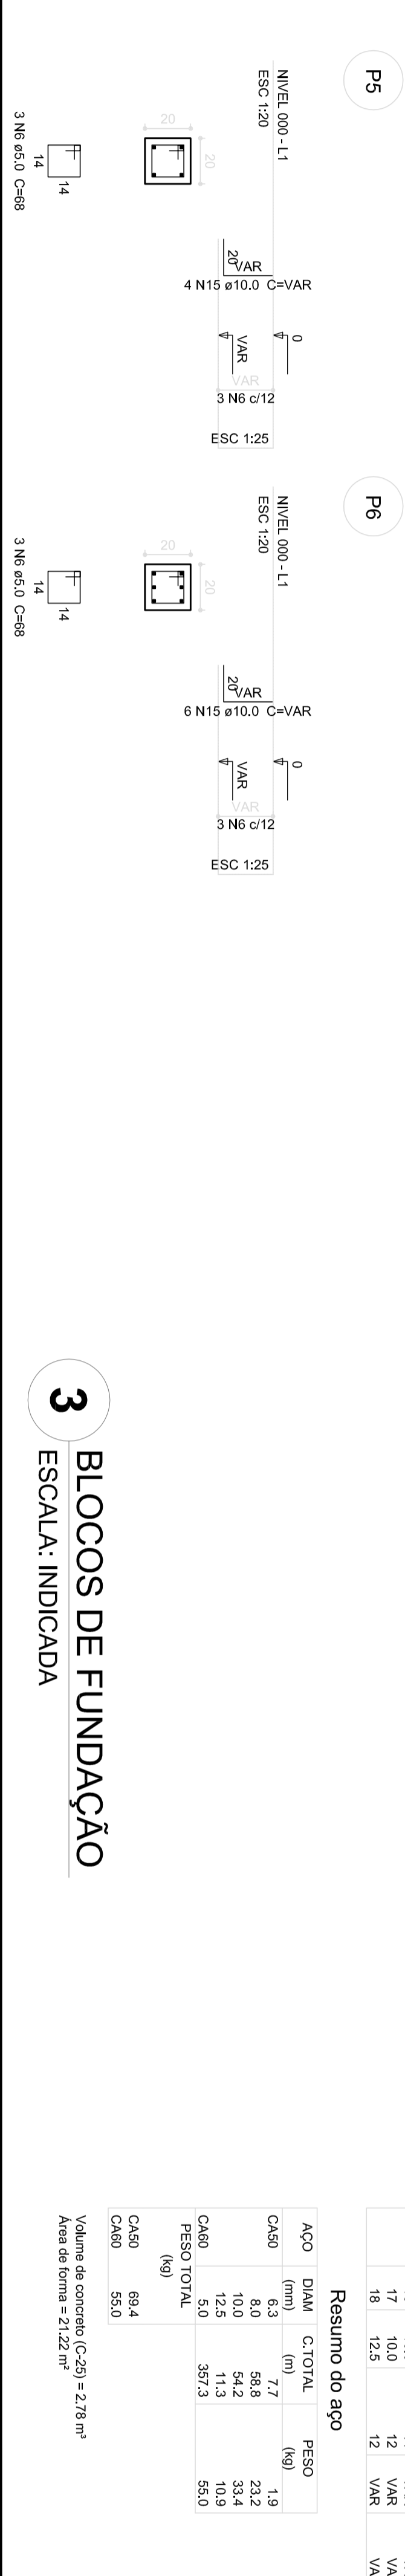 P5
NIVEL 000 - L1
ESC 1:20
20
20
14
14
3 N6 ø5.0 C=68
20
VAR
4 N15 ø10.0 C=VAR
0
VAR
VAR
3 N6 c/12
ESC 1:25
P6
NIVEL 000 - L1
ESC 1:20
20
20
14
14
3 N6 ø5.0 C=68
20
VAR
6 N15 ø10.0 C=VAR
0
VAR
VAR
3 N6 c/12
ESC 1:25
3
BLOCOS DE FUNDAÇÃO
ESCALA: INDICADA
17 10.0 12 VAR
18 12.5 12 VAR
Resumo do aço
AÇO DIAM C.TOTAL PESO
(mm) (m) (kg)
CA50 6.3 7.7 1.9
8.0 58.8 23.2
10.0 54.2 33.4
12.5 11.3 10.9
CA60 5.0 357.3 55.0
PESO TOTAL
(kg)
CA50 69.4
CA60 55.0
Volume de concreto (C-25) = 2.78 m³
Área de forma = 21.22 m²